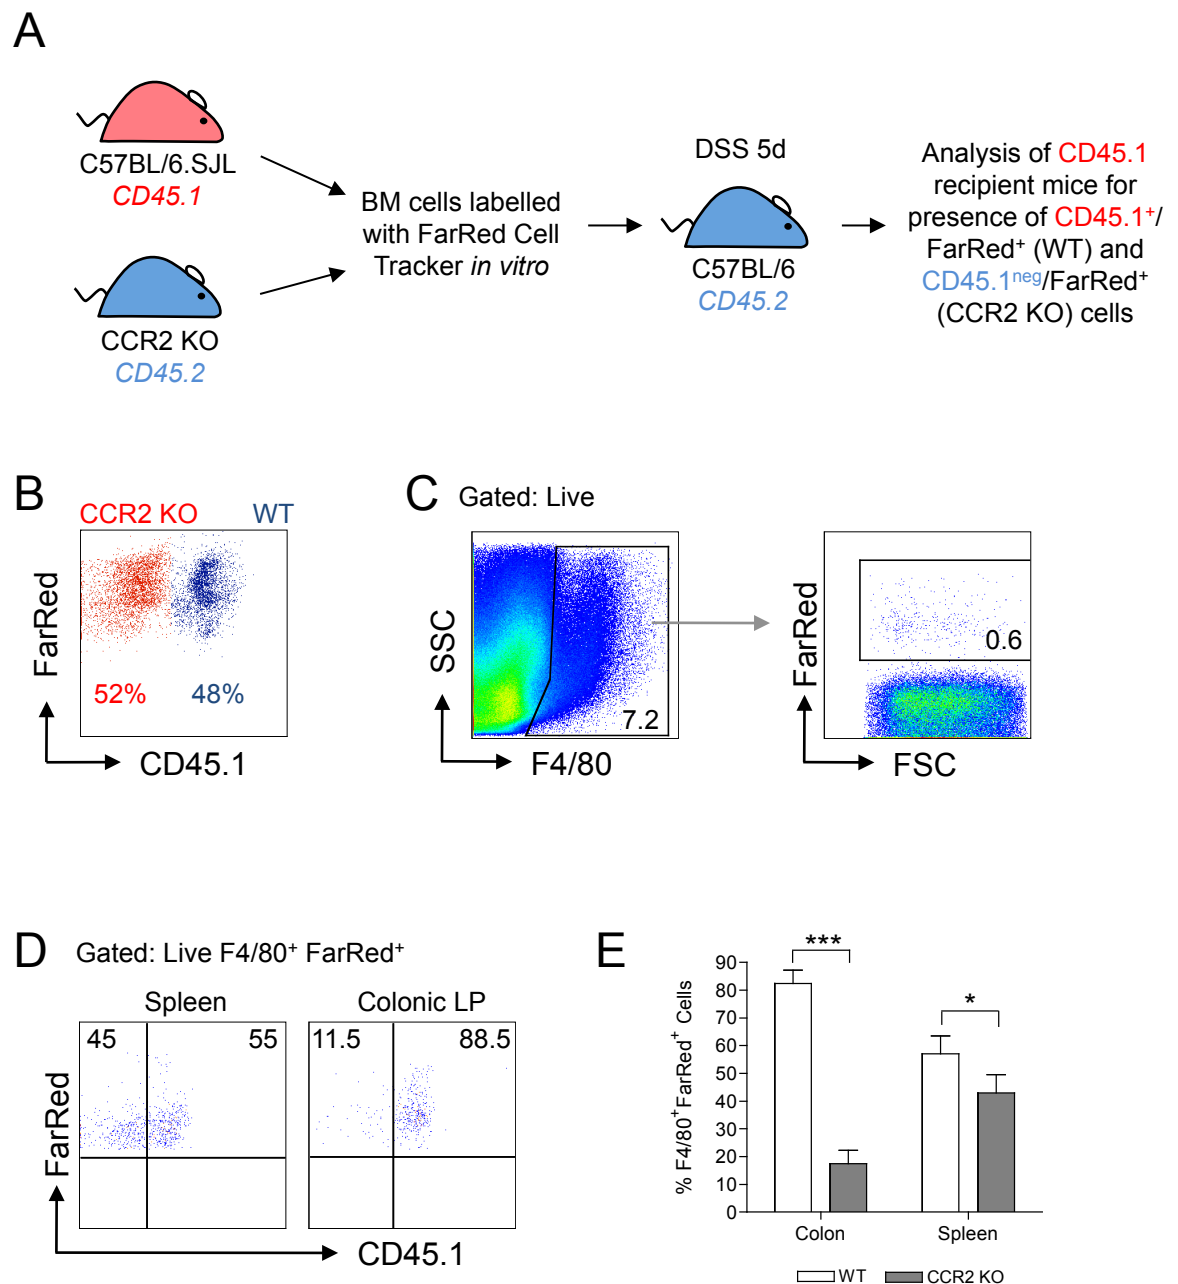 A
C57BL/6.SJL
CD45.1
CCR2 KO
CD45.2
BM cells labelled
with FarRed Cell
Tracker in vitro
DSS 5d
C57BL/6
CD45.2
Analysis of CD45.1
recipient mice for
presence of CD45.1⁺/
FarRed⁺ (WT) and
CD45.1ⁿᵉᵍ/FarRed⁺
(CCR2 KO) cells
B
CCR2 KO WT
FarRed
52% 48%
CD45.1
C Gated: Live
SSC
7.2
F4/80
FarRed
0.6
FSC
D Gated: Live F4/80⁺ FarRed⁺
Spleen Colonic LP
45 55
11.5 88.5
FarRed
CD45.1
E
% F4/80⁺FarRed⁺ Cells
90
80
70
60
50
40
30
20
10
0
***
*
Colon Spleen
WT CCR2 KO